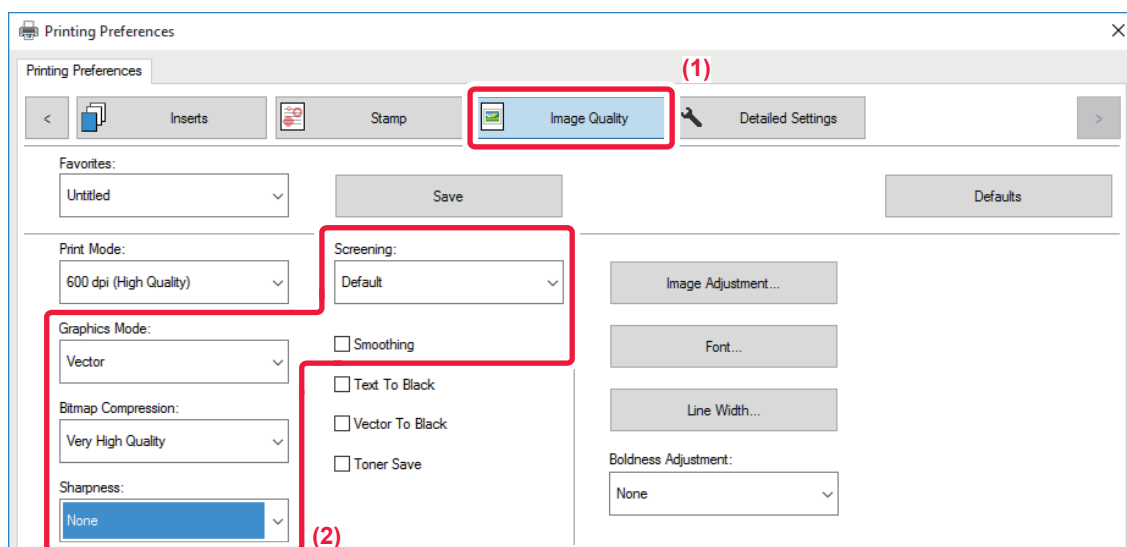 Printing Preferences
Printing Preferences
(1)
<
Inserts
Stamp
Image Quality
Detailed Settings
>
Favorites:
Untitled
Save
Defaults
Print Mode:
600 dpi (High Quality)
Screening:
Default
Image Adjustment...
Graphics Mode:
Vector
Smoothing
Font...
Text To Black
Bitmap Compression:
Very High Quality
Vector To Black
Line Width...
Toner Save
Sharpness:
None
Boldness Adjustment:
None
(2)